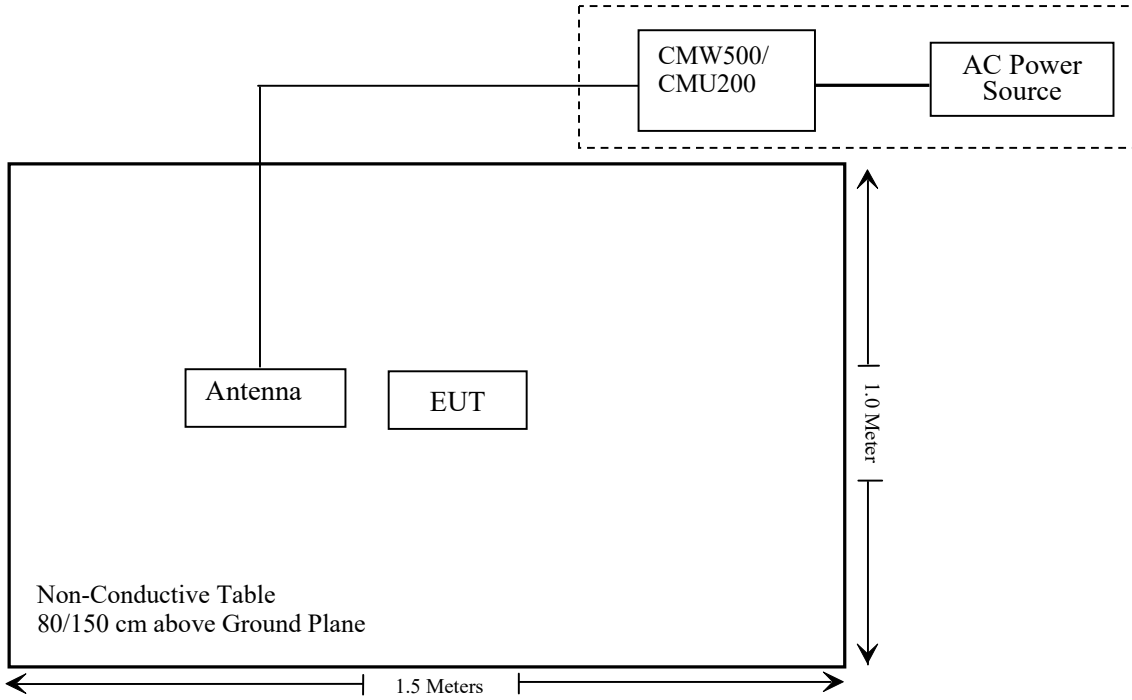 CMW500/
CMU200
AC Power
Source
Antenna
EUT
1.0 Meter
Non-Conductive Table
80/150 cm above Ground Plane
1.5 Meters